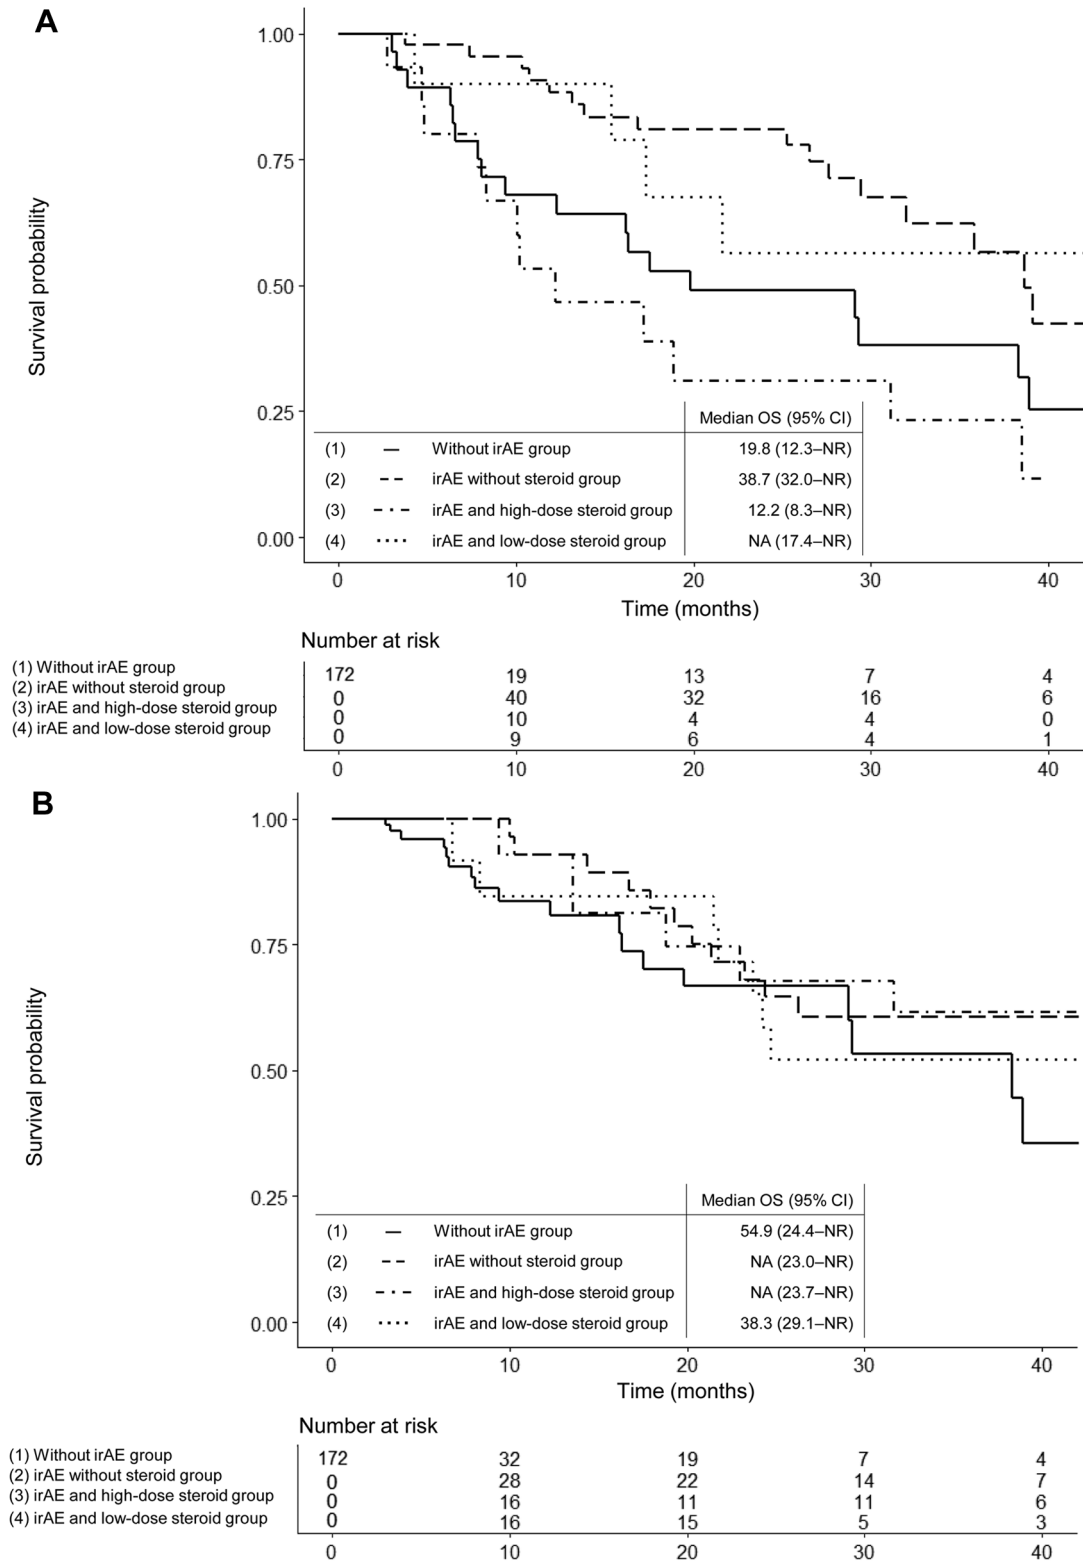 A
1.00
0.75
0.50
0.25
0.00
Survival probability
Median OS (95% CI)
(1) Without irAE group 19.8 (12.3–NR)
(2) irAE without steroid group 38.7 (32.0–NR)
(3) irAE and high-dose steroid group 12.2 (8.3–NR)
(4) irAE and low-dose steroid group NA (17.4–NR)
0 10 20 30 40
Time (months)
Number at risk
(1) Without irAE group 172 19 13 7 4
(2) irAE without steroid group 0 40 32 16 6
(3) irAE and high-dose steroid group 0 10 4 4 0
(4) irAE and low-dose steroid group 0 9 6 4 1
0 10 20 30 40
B
1.00
0.75
0.50
0.25
0.00
Survival probability
Median OS (95% CI)
(1) Without irAE group 54.9 (24.4–NR)
(2) irAE without steroid group NA (23.0–NR)
(3) irAE and high-dose steroid group NA (23.7–NR)
(4) irAE and low-dose steroid group 38.3 (29.1–NR)
0 10 20 30 40
Time (months)
Number at risk
(1) Without irAE group 172 32 19 7 4
(2) irAE without steroid group 0 28 22 14 7
(3) irAE and high-dose steroid group 0 16 11 11 6
(4) irAE and low-dose steroid group 0 16 15 5 3
0 10 20 30 40